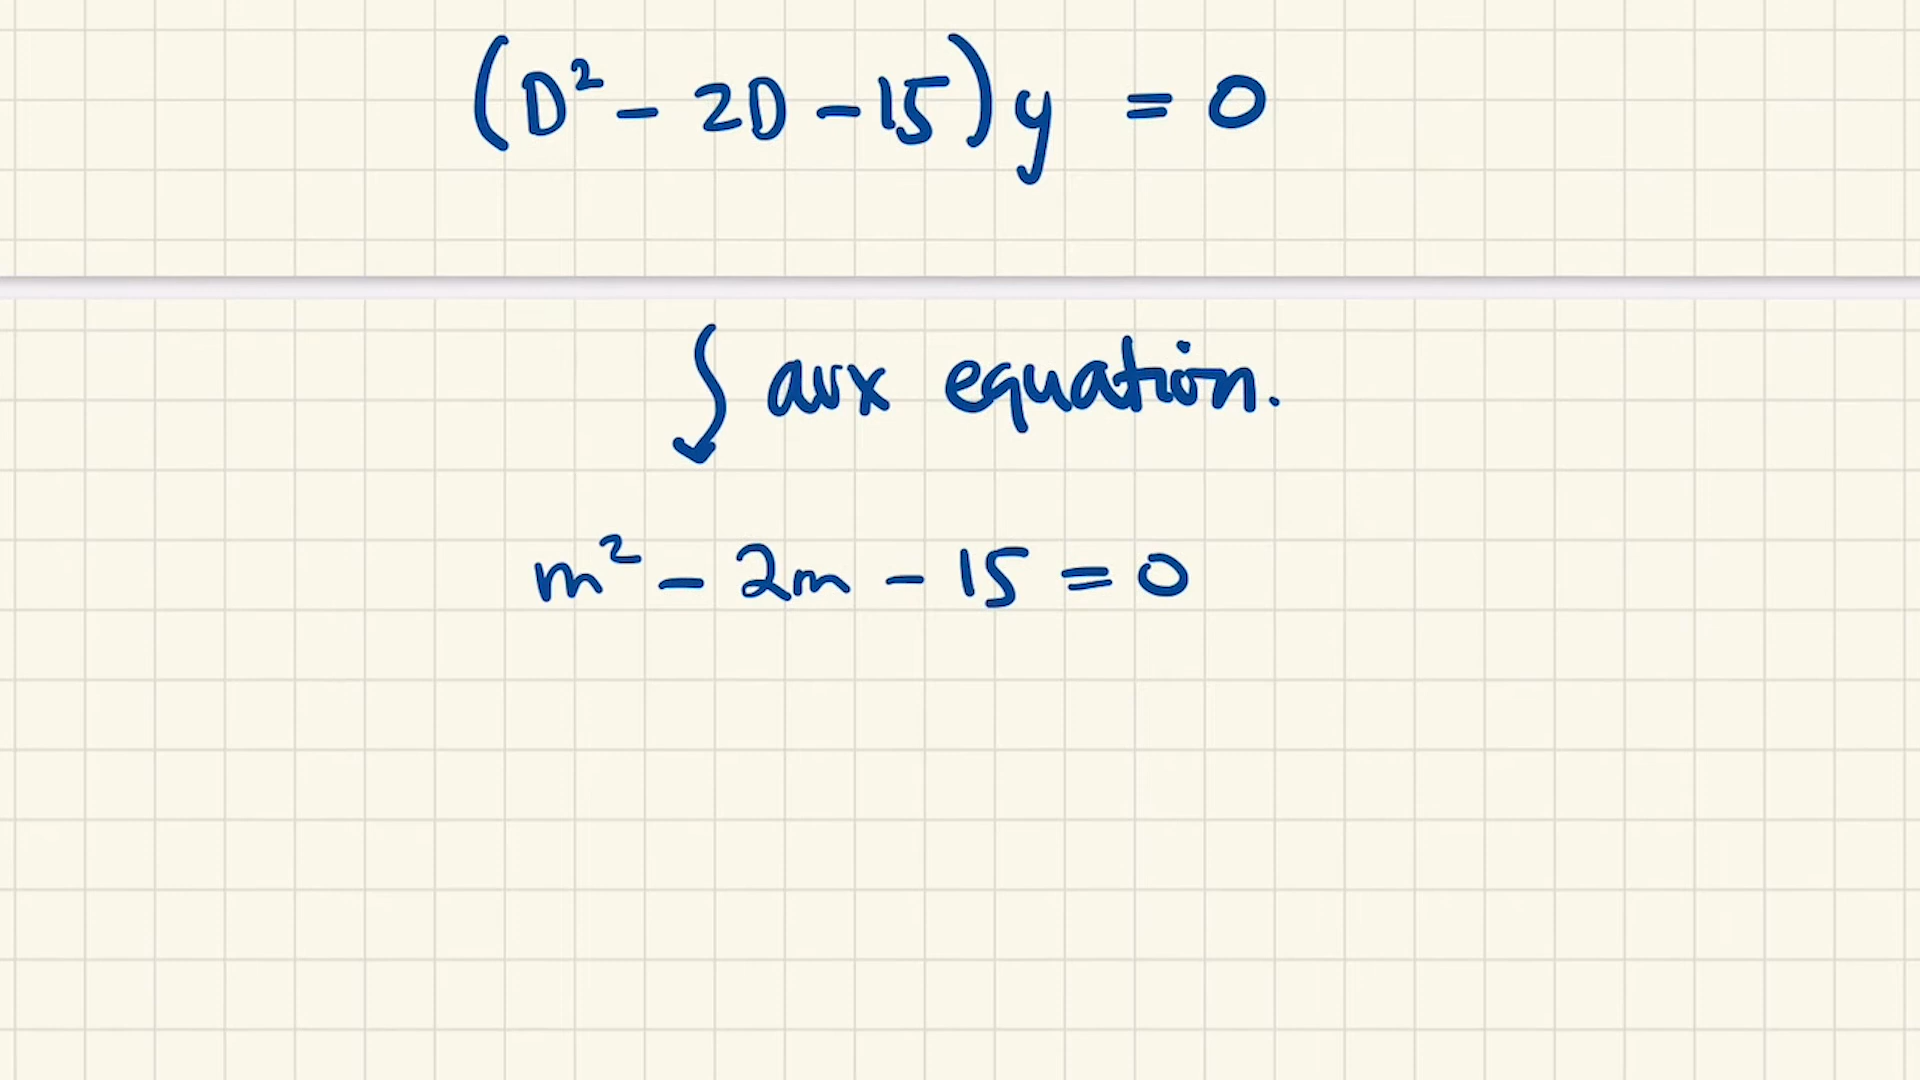 (D² - 2D - 15)y = 0
aux equation.
m² - 2m - 15 = 0